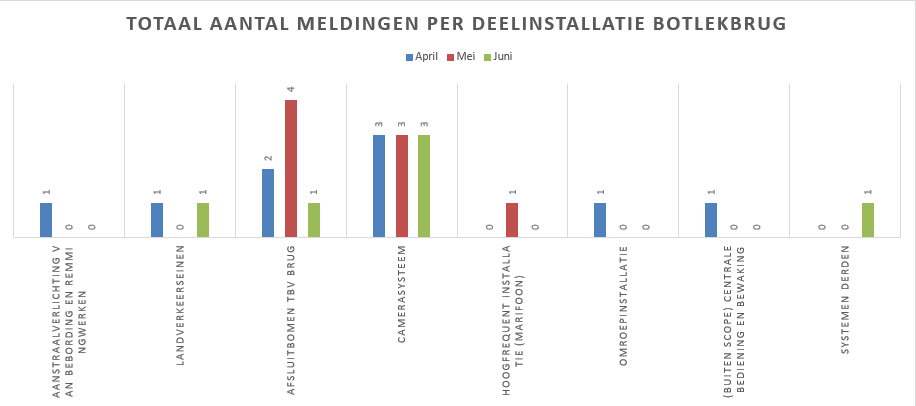 TOTAAL AANTAL MELDINGEN PER DEELINSTALLATIE BOTLEKBRUG
April Mei Juni
1 0 0
1 0 1
2 4 1
3 3 3
0 1 0
1 0 0
1 0 0
0 0 1
AANSTRAALVERLICHTING V
AN BEBORDING EN REMMI
NGWERKEN
LANDVERKEERSEINEN
AFSLUITBOMEN TBV BRUG
CAMERASYSTEEM
HOOGFREQUENT INSTALLA
TIE (MARIFOON)
OMROEPINSTALLATIE
(BUITEN SCOPE) CENTRALE
BEDIENING EN BEWAKING
SYSTEMEN DERDEN